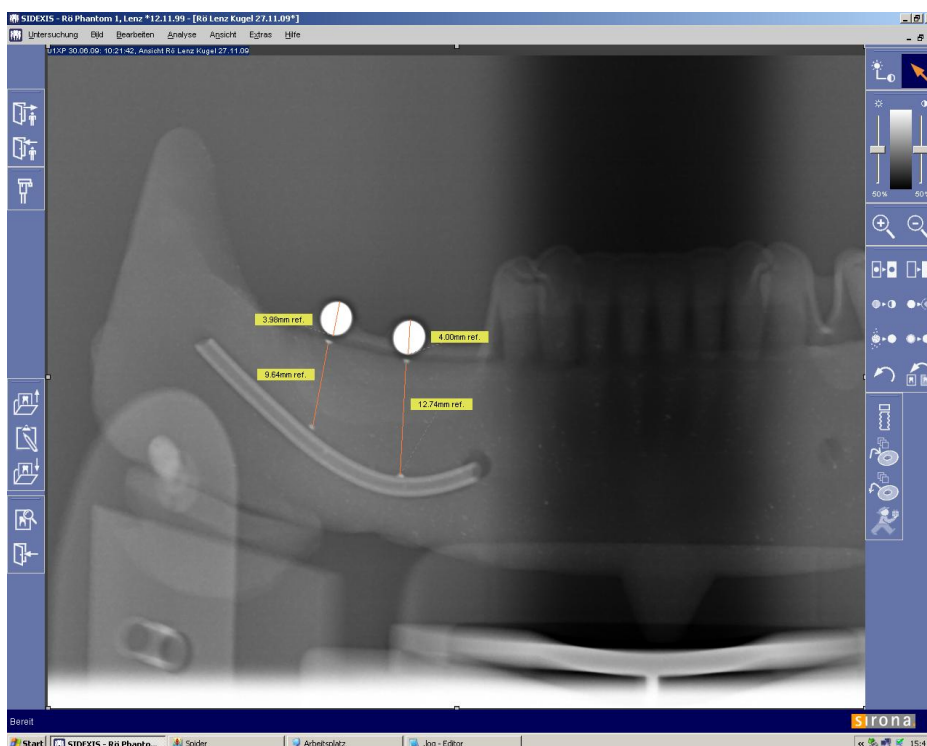 SIDEXIS - Rö Phantom 1, Lenz *12.11.99 - [Rö Lenz Kugel 27.11.09*]
Untersuchung Bild Bearbeiten Analyse Ansicht Extras Hilfe
U1XP 30.06.09: 10:21:42, Ansicht Rö Lenz Kugel 27.11.09
50% 50%
3.98mm ref.
4.00mm ref.
9.64mm ref.
12.74mm ref.
Bereit
sirona
Start SIDEXIS - Rö Phanto... Spider Arbeitsplatz Jog - Editor « 15:4